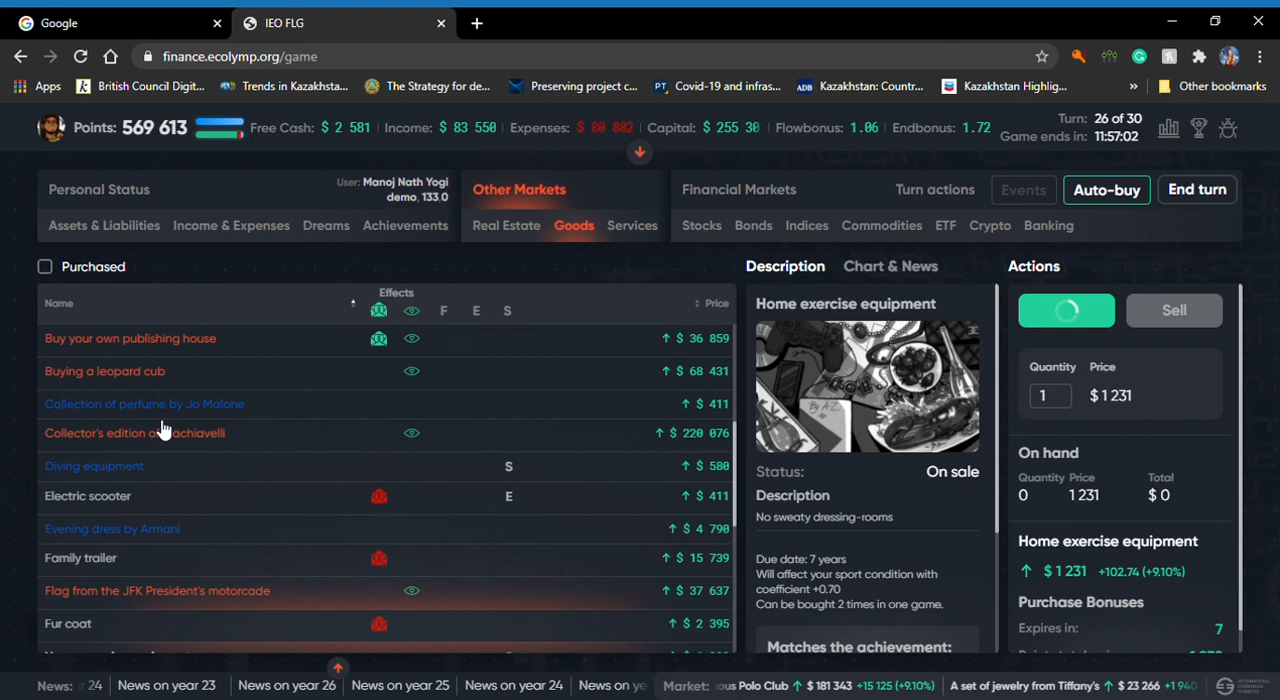 Google
IEO FLG
finance.ecolymp.org/game
Apps
British Council Digit...
Trends in Kazakhsta...
The Strategy for de...
Preserving project c...
Covid-19 and infras...
Kazakhstan: Countr...
Kazakhstan Highlig...
»
Other bookmarks
Points: 569 613
Free Cash: $ 2 581
Income: $ 83 550
Expenses: $ 80 882
Capital: $ 255 30
Flowbonus: 1.06
Endbonus: 1.72
Turn: 26 of 30
Game ends in: 11:57:02
Personal Status
User: Manoj Nath Yogi
demo, 133,0
Other Markets
Financial Markets
Turn actions
Events
Auto-buy
End turn
Assets & Liabilities
Income & Expenses
Dreams
Achievements
Real Estate
Goods
Services
Stocks
Bonds
Indices
Commodities
ETF
Crypto
Banking
Purchased
Description
Chart & News
Actions
Name
Effects
F E S
Price
Buy your own publishing house ↑ $ 36 859
Buying a leopard cub ↑ $ 68 431
Collection of perfume by Jo Malone ↑ $ 411
Collector's edition of achiavelli ↑ $ 220 076
Diving equipment S ↑ $ 580
Electric scooter E ↑ $ 411
Evening dress by Armani ↑ $ 4 790
Family trailer ↑ $ 15 739
Flag from the JFK President's motorcade ↑ $ 37 637
Fur coat ↑ $ 2 395
Home exercise equipment
Status: On sale
Description
No sweaty dressing-rooms
Due date: 7 years
Will affect your sport condition with
coefficient +0.70
Can be bought 2 times in one game.
Matches the achievement:
Sell
Quantity Price
1 $ 1 231
On hand
Quantity Price Total
0 1 231 $ 0
Home exercise equipment
↑ $ 1 231 +102.74 (+9.10%)
Purchase Bonuses
Expires in: 7
News: 24
News on year 23
News on year 26
News on year 25
News on year 24
News on ye
Market: ous Polo Club ↑ $ 181 343 +15 125 (+9.10%)
A set of jewelry from Tiffany's ↑ $ 23 266 +1 940